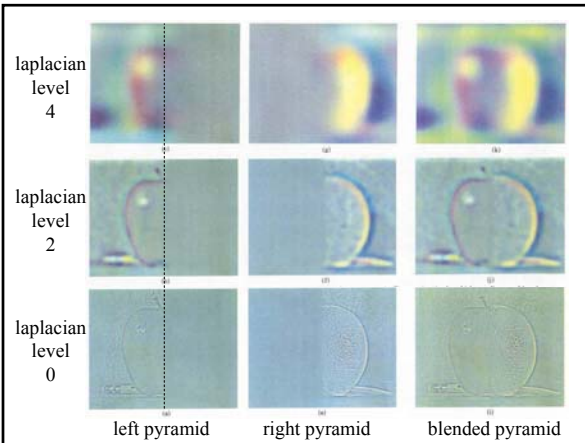 laplacian
level
4
laplacian
level
2
laplacian
level
0
left pyramid
right pyramid
blended pyramid